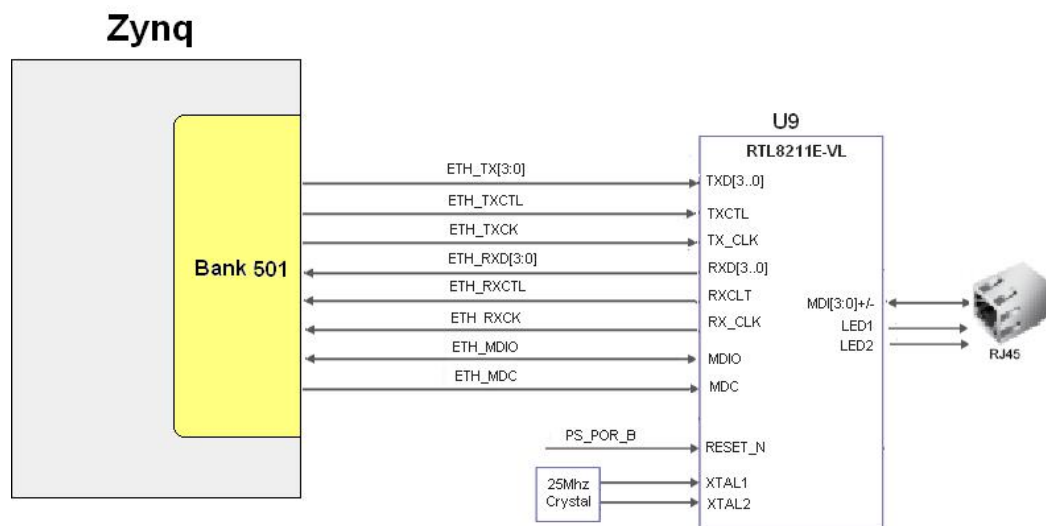 Zynq
U9
RTL8211E-VL
ETH_TX[3:0]
TXD[3..0]
ETH_TXCTL
TXCTL
ETH_TXCK
TX_CLK
Bank 501
ETH_RXD[3:0]
RXD[3..0]
ETH_RXCTL
RXCLT
MDI[3:0]+/-
ETH_RXCK
RX_CLK
LED1
ETH_MDIO
MDIO
LED2
RJ45
ETH_MDC
MDC
PS_POR_B
RESET_N
25Mhz
Crystal
XTAL1
XTAL2